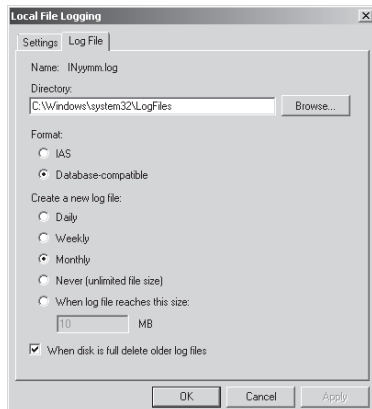 Local File Logging
Settings Log File
Name: INyymm.log
Directory:
C:\Windows\system32\LogFiles Browse...
Format:
IAS
Database-compatible
Create a new log file:
Daily
Weekly
Monthly
Never (unlimited file size)
When log file reaches this size:
10 MB
When disk is full delete older log files
OK Cancel Apply